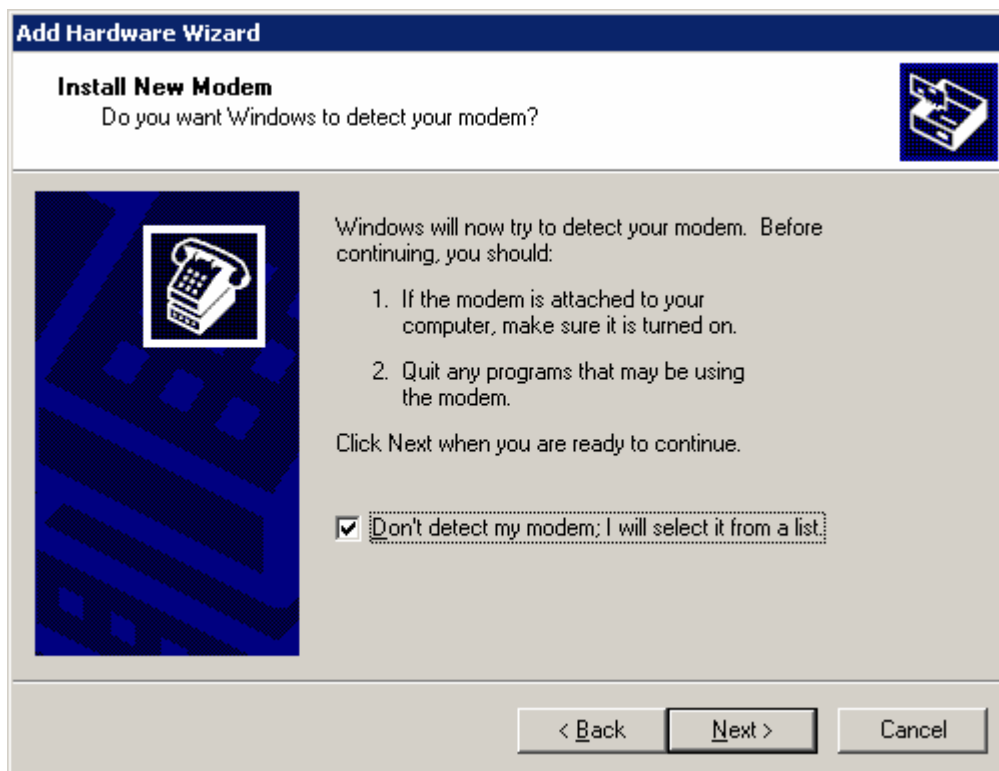 Add Hardware Wizard
Install New Modem
Do you want Windows to detect your modem?
Windows will now try to detect your modem.  Before
continuing, you should:
1. If the modem is attached to your
computer, make sure it is turned on.
2. Quit any programs that may be using
the modem.
Click Next when you are ready to continue.
Don't detect my modem; I will select it from a list.
< Back
Next >
Cancel